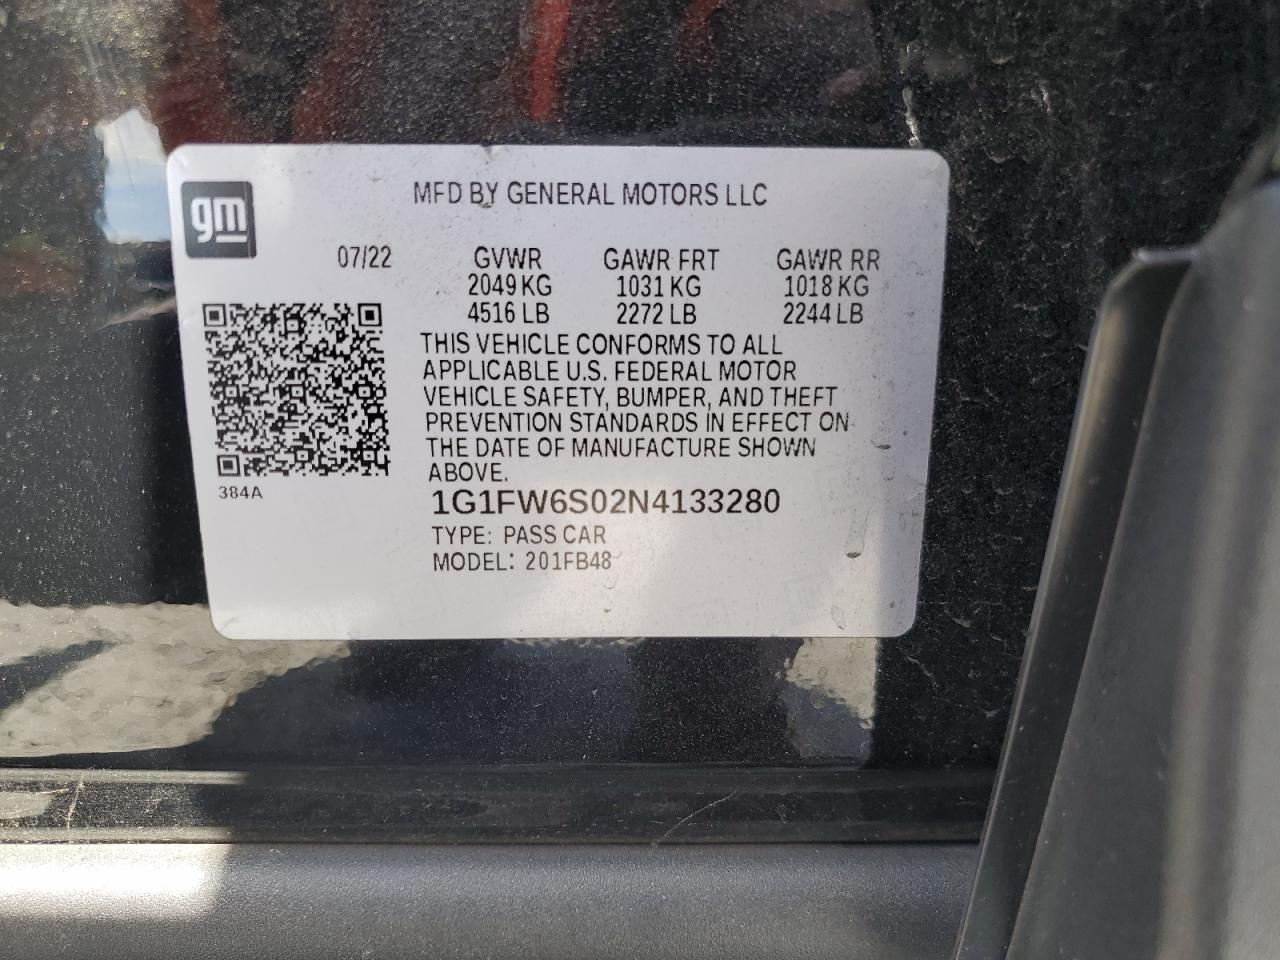 gm
MFD BY GENERAL MOTORS LLC
07/22 GVWR GAWR FRT GAWR RR
2049 KG 1031 KG 1018 KG
4516 LB 2272 LB 2244 LB
THIS VEHICLE CONFORMS TO ALL
APPLICABLE U.S. FEDERAL MOTOR
VEHICLE SAFETY, BUMPER, AND THEFT
PREVENTION STANDARDS IN EFFECT ON
THE DATE OF MANUFACTURE SHOWN
ABOVE.
384A
1G1FW6S02N4133280
TYPE: PASS CAR
MODEL: 201FB48